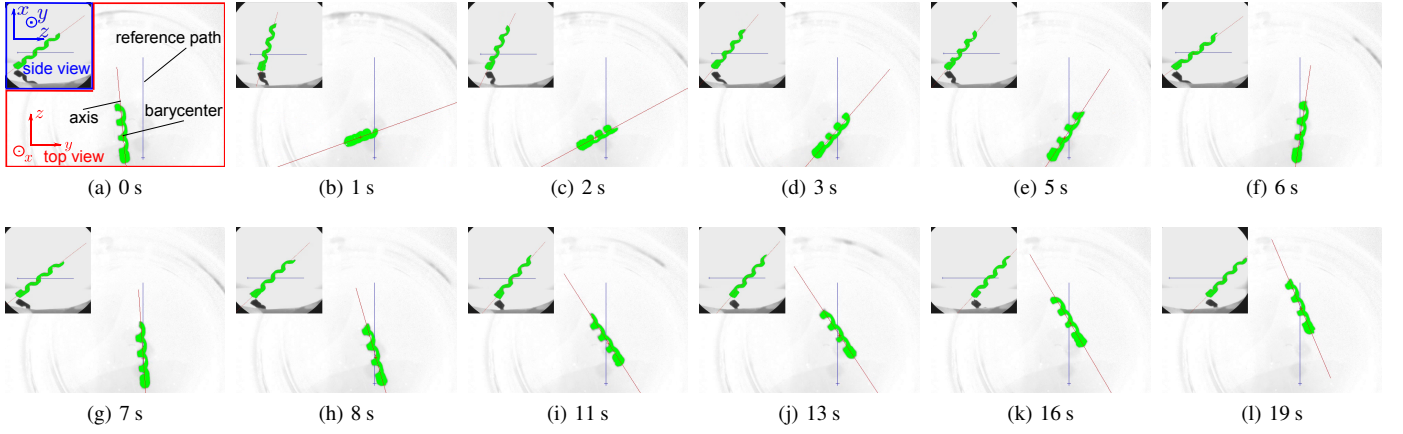 x
y
z
side view
reference path
axis
barycenter
z
x
y
top view
(a) 0 s
(b) 1 s
(c) 2 s
(d) 3 s
(e) 5 s
(f) 6 s
(g) 7 s
(h) 8 s
(i) 11 s
(j) 13 s
(k) 16 s
(l) 19 s